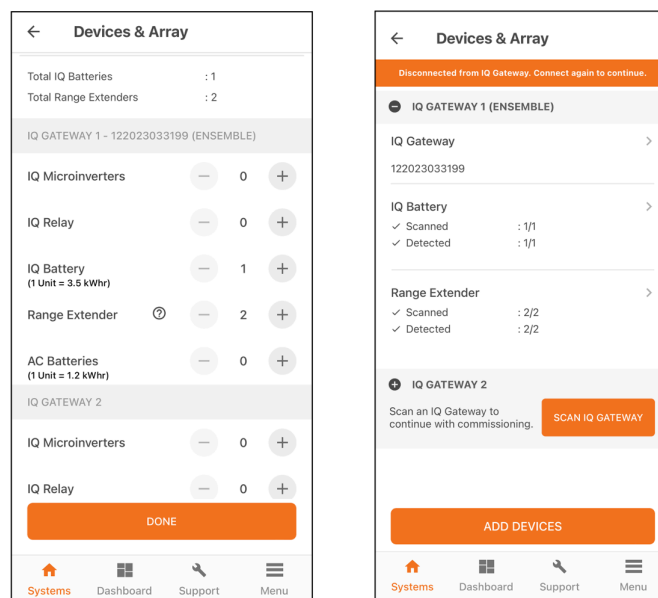 Devices & Array
Total IQ Batteries : 1
Total Range Extenders : 2
IQ GATEWAY 1 - 122023033199 (ENSEMBLE)
IQ Microinverters 0
IQ Relay 0
IQ Battery 1
(1 Unit = 3.5 kWhr)
Range Extender 2
AC Batteries 0
(1 Unit = 1.2 kWhr)
IQ GATEWAY 2
IQ Microinverters 0
IQ Relay 0
DONE
Systems Dashboard Support Menu
Devices & Array
Disconnected from IQ Gateway. Connect again to continue.
IQ GATEWAY 1 (ENSEMBLE)
IQ Gateway
122023033199
IQ Battery
Scanned : 1/1
Detected : 1/1
Range Extender
Scanned : 2/2
Detected : 2/2
IQ GATEWAY 2
Scan an IQ Gateway to
continue with commissioning.
SCAN IQ GATEWAY
ADD DEVICES
Systems Dashboard Support Menu